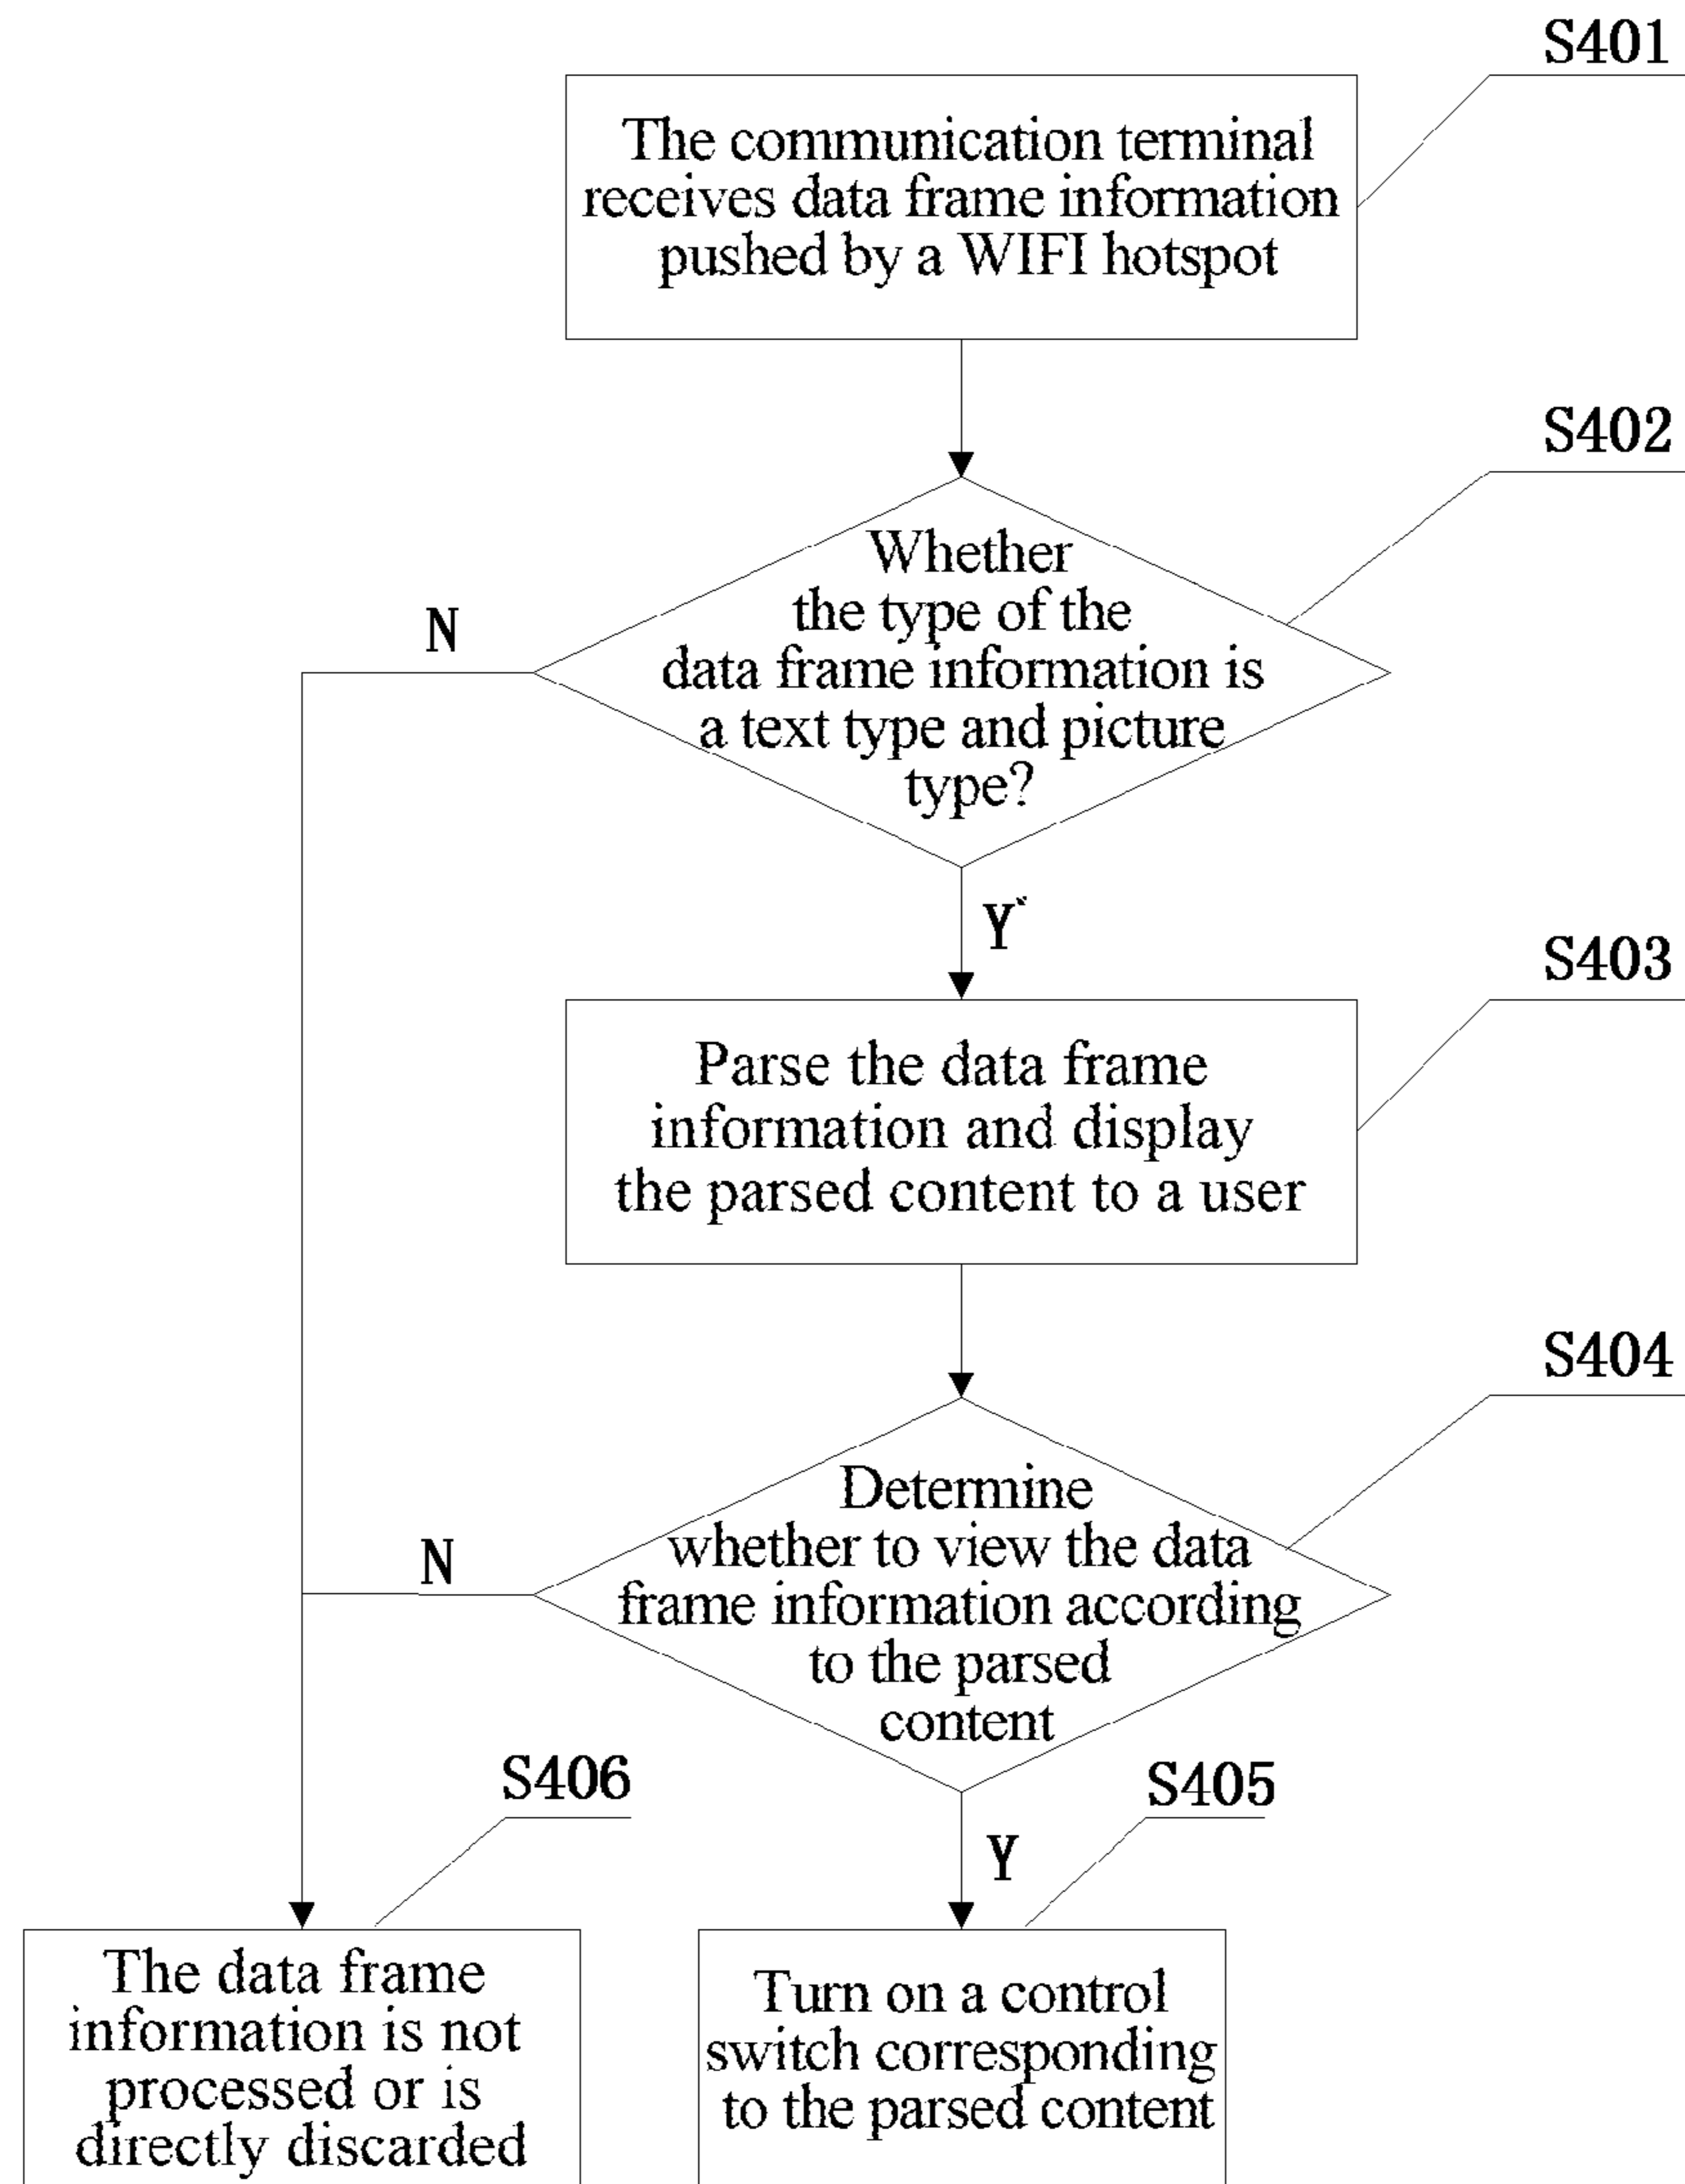 S401
The communication terminal
receives data frame information
pushed by a WIFI hotspot
S402
Whether
the type of the
data frame information is
a text type and picture
type?
N
Y
S403
Parse the data frame
information and display
the parsed content to a user
S404
Determine
whether to view the data
frame information according
to the parsed
content
N
Y
S406
The data frame
information is not
processed or is
directly discarded
S405
Turn on a control
switch corresponding
to the parsed content